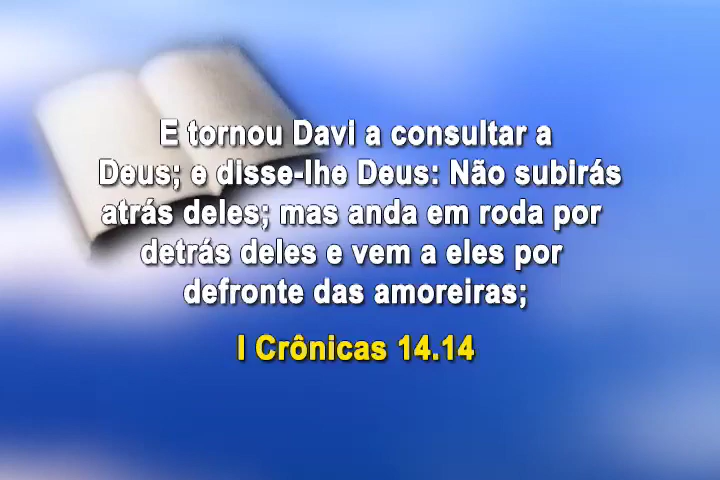 E tornou Davi a consultar a
Deus; e disse-lhe Deus: Não subirás
atrás deles; mas anda em roda por
detrás deles e vem a eles por
defronte das amoreiras;
I Crônicas 14.14